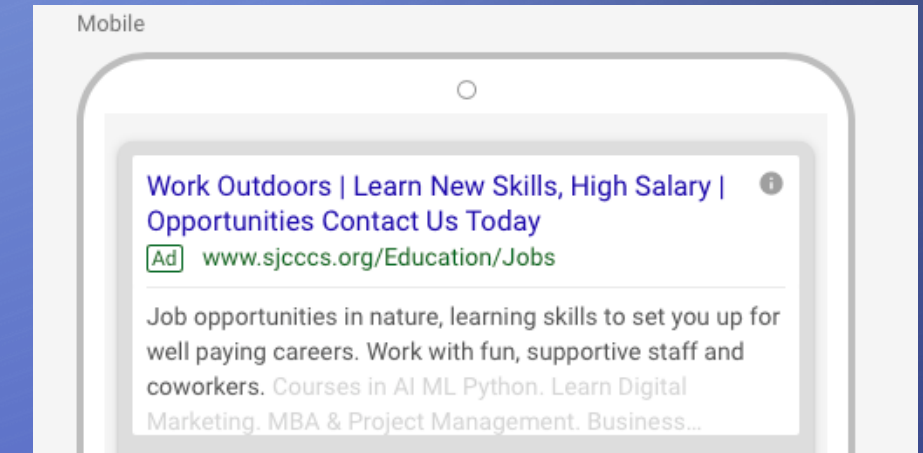 Mobile
Work Outdoors | Learn New Skills, High Salary |
Opportunities Contact Us Today
Ad www.sjcccs.org/Education/Jobs
Job opportunities in nature, learning skills to set you up for
well paying careers. Work with fun, supportive staff and
coworkers. Courses in AI ML Python. Learn Digital
Marketing. MBA & Project Management. Business...